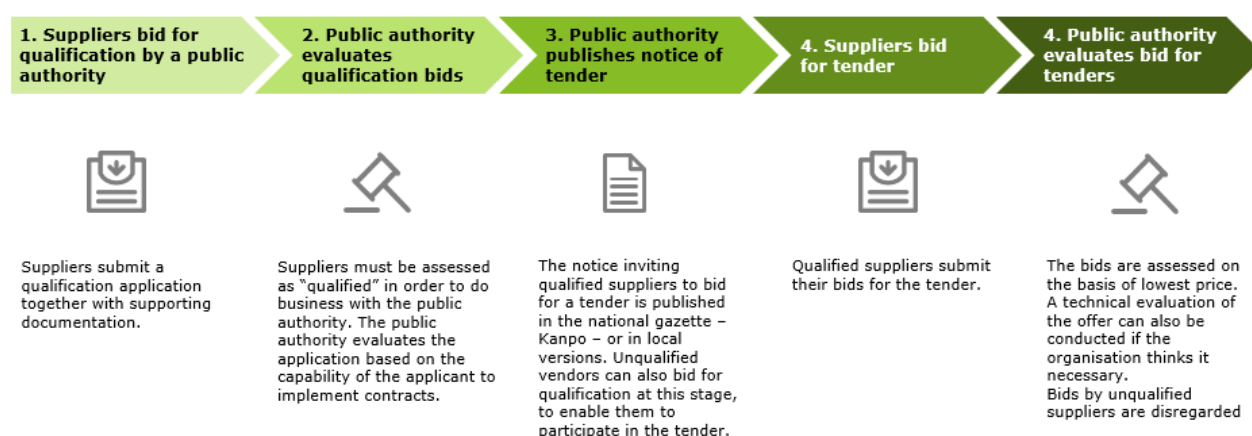 1. Suppliers bid for
qualification by a public
authority
2. Public authority
evaluates
qualification bids
3. Public authority
publishes notice of
tender
4. Suppliers bid
for tender
4. Public authority
evaluates bid for
tenders
Suppliers submit a
qualification application
together with supporting
documentation.
Suppliers must be assessed
as “qualified” in order to do
business with the public
authority. The public
authority evaluates the
application based on the
capability of the applicant to
implement contracts.
The notice inviting
qualified suppliers to bid
for a tender is published
in the national gazette –
Kanpo – or in local
versions. Unqualified
vendors can also bid for
qualification at this stage,
to enable them to
participate in the tender.
Qualified suppliers submit
their bids for the tender.
The bids are assessed on
the basis of lowest price.
A technical evaluation of
the offer can also be
conducted if the
organisation thinks it
necessary.
Bids by unqualified
suppliers are disregarded